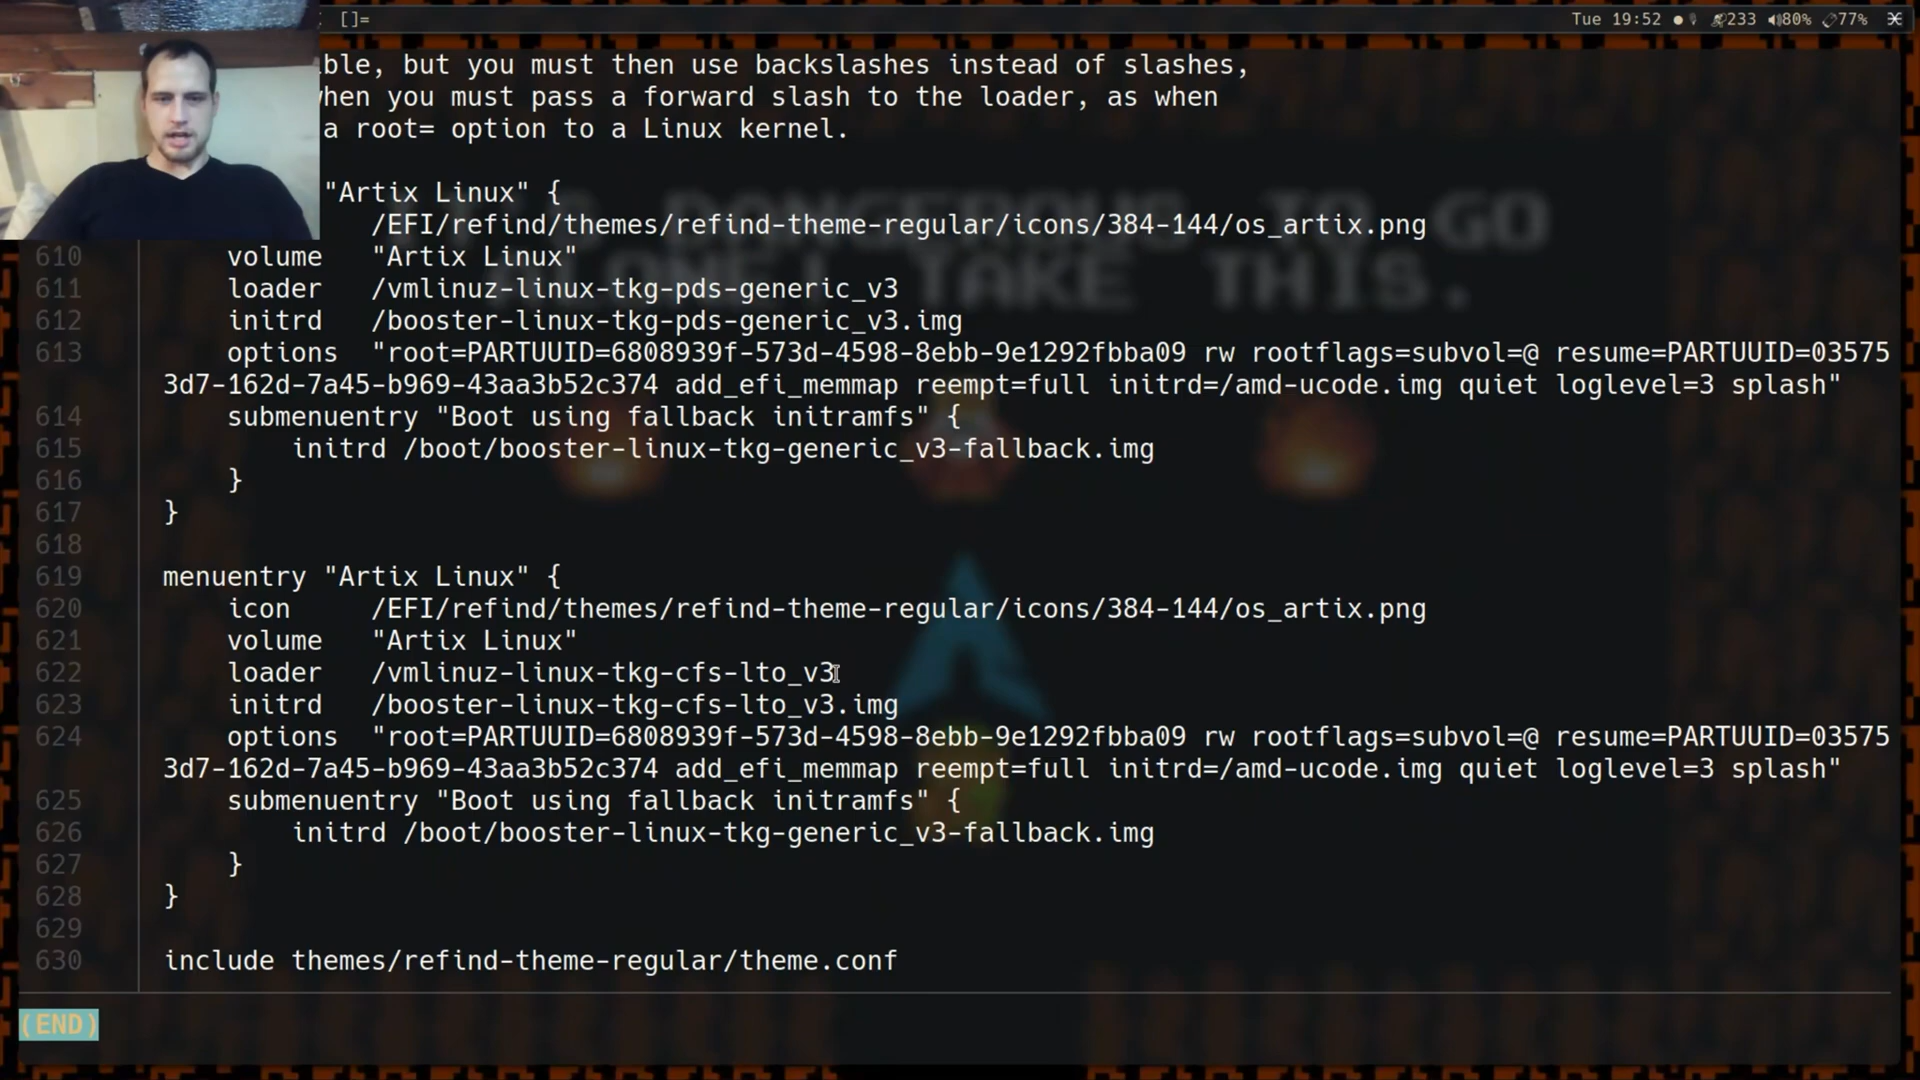 []=
Tue 19:52 233 80% 77%
ble, but you must then use backslashes instead of slashes,
when you must pass a forward slash to the loader, as when
a root= option to a Linux kernel.
"Artix Linux" {
/EFI/refind/themes/refind-theme-regular/icons/384-144/os_artix.png
610 volume "Artix Linux"
611 loader /vmlinuz-linux-tkg-pds-generic_v3
612 initrd /booster-linux-tkg-pds-generic_v3.img
613 options "root=PARTUUID=6808939f-573d-4598-8ebb-9e1292fbba09 rw rootflags=subvol=@ resume=PARTUUID=03575
3d7-162d-7a45-b969-43aa3b52c374 add_efi_memmap reempt=full initrd=/amd-ucode.img quiet loglevel=3 splash"
614 submenuentry "Boot using fallback initramfs" {
615 initrd /boot/booster-linux-tkg-generic_v3-fallback.img
616 }
617 }
618
619 menuentry "Artix Linux" {
620 icon /EFI/refind/themes/refind-theme-regular/icons/384-144/os_artix.png
621 volume "Artix Linux"
622 loader /vmlinuz-linux-tkg-cfs-lto_v3
623 initrd /booster-linux-tkg-cfs-lto_v3.img
624 options "root=PARTUUID=6808939f-573d-4598-8ebb-9e1292fbba09 rw rootflags=subvol=@ resume=PARTUUID=03575
3d7-162d-7a45-b969-43aa3b52c374 add_efi_memmap reempt=full initrd=/amd-ucode.img quiet loglevel=3 splash"
625 submenuentry "Boot using fallback initramfs" {
626 initrd /boot/booster-linux-tkg-generic_v3-fallback.img
627 }
628 }
629
630 include themes/refind-theme-regular/theme.conf
(END)
DANGEROUS TO GO
TAKE THIS.